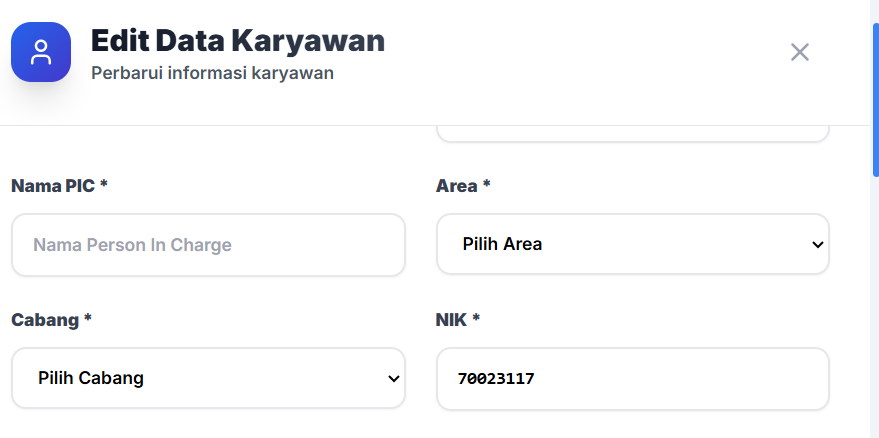 Edit Data Karyawan
Perbarui informasi karyawan
Nama PIC *
Area *
Nama Person In Charge
Pilih Area
Cabang *
NIK *
Pilih Cabang
70023117